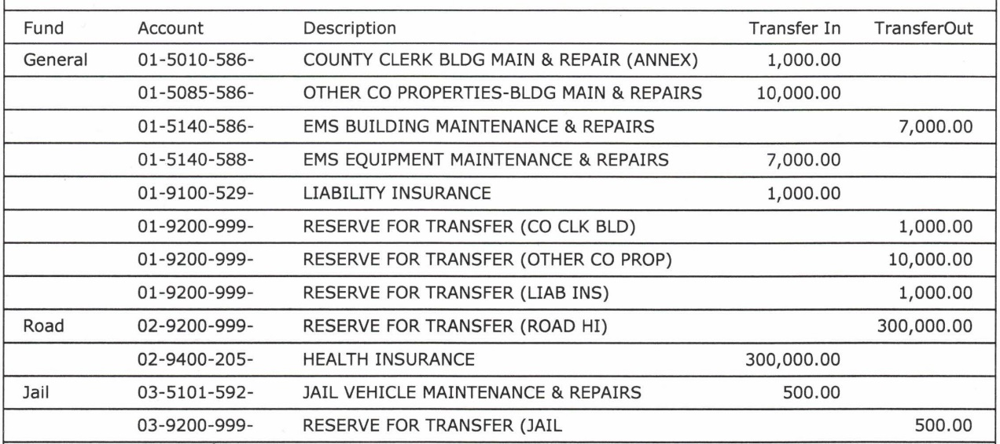 Fund Account Description Transfer In TransferOut
General 01-5010-586- COUNTY CLERK BLDG MAIN & REPAIR (ANNEX) 1,000.00
01-5085-586- OTHER CO PROPERTIES-BLDG MAIN & REPAIRS 10,000.00
01-5140-586- EMS BUILDING MAINTENANCE & REPAIRS 7,000.00
01-5140-588- EMS EQUIPMENT MAINTENANCE & REPAIRS 7,000.00
01-9100-529- LIABILITY INSURANCE 1,000.00
01-9200-999- RESERVE FOR TRANSFER (CO CLK BLD) 1,000.00
01-9200-999- RESERVE FOR TRANSFER (OTHER CO PROP) 10,000.00
01-9200-999- RESERVE FOR TRANSFER (LIAB INS) 1,000.00
Road 02-9200-999- RESERVE FOR TRANSFER (ROAD HI) 300,000.00
02-9400-205- HEALTH INSURANCE 300,000.00
Jail 03-5101-592- JAIL VEHICLE MAINTENANCE & REPAIRS 500.00
03-9200-999- RESERVE FOR TRANSFER (JAIL 500.00